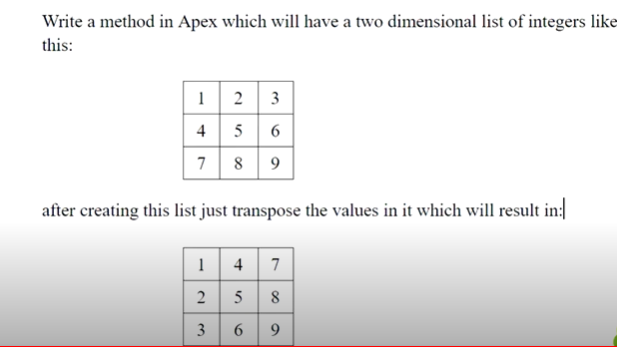 Write a method in Apex which will have a two dimensional list of integers like
this:
1 2 3
4 5 6
7 8 9
after creating this list just transpose the values in it which will result in:
1 4 7
2 5 8
3 6 9